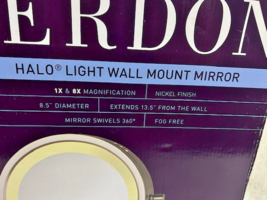 ERDON
HALO® LIGHT WALL MOUNT MIRROR
1X & 8X MAGNIFICATION NICKEL FINISH
8.5" DIAMETER EXTENDS 13.5" FROM THE WALL
MIRROR SWIVELS 360° FOG FREE